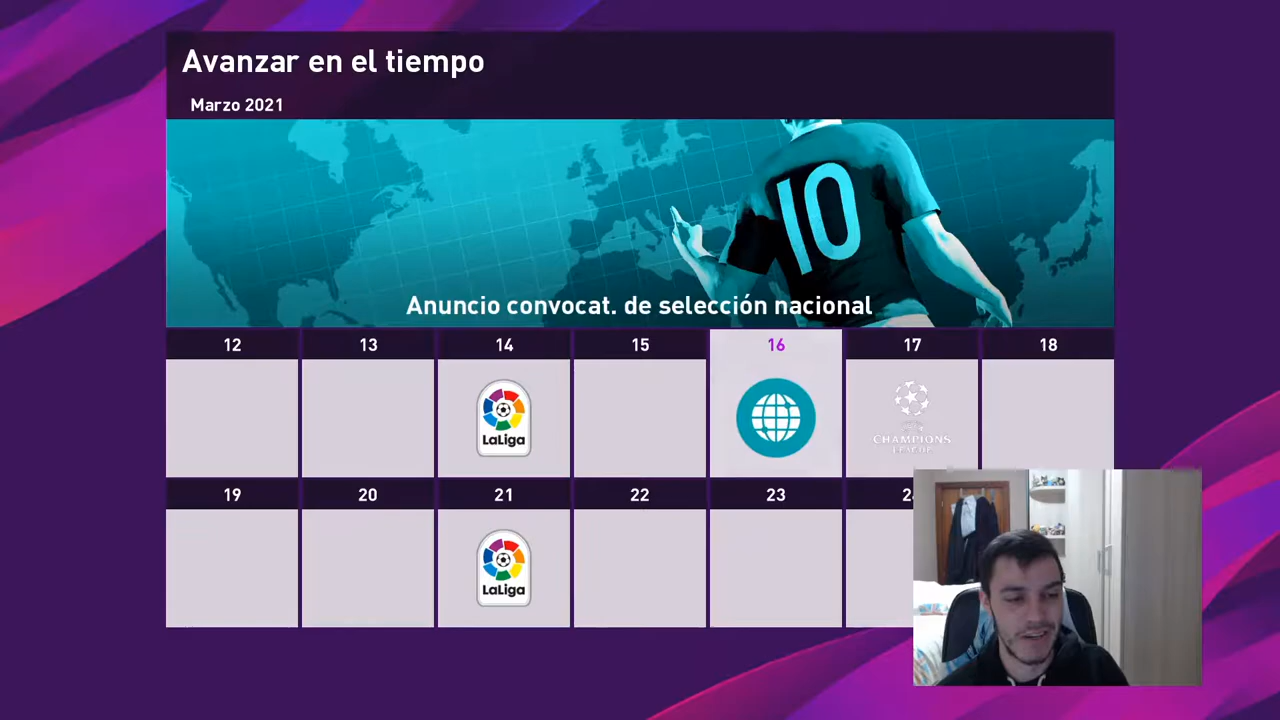 Avanzar en el tiempo
Marzo 2021
10
Anuncio convocat. de selección nacional
12 13 14 15 16 17 18
LaLiga
CHAMPIONS
LEAGUE
19 20 21 22 23
LaLiga